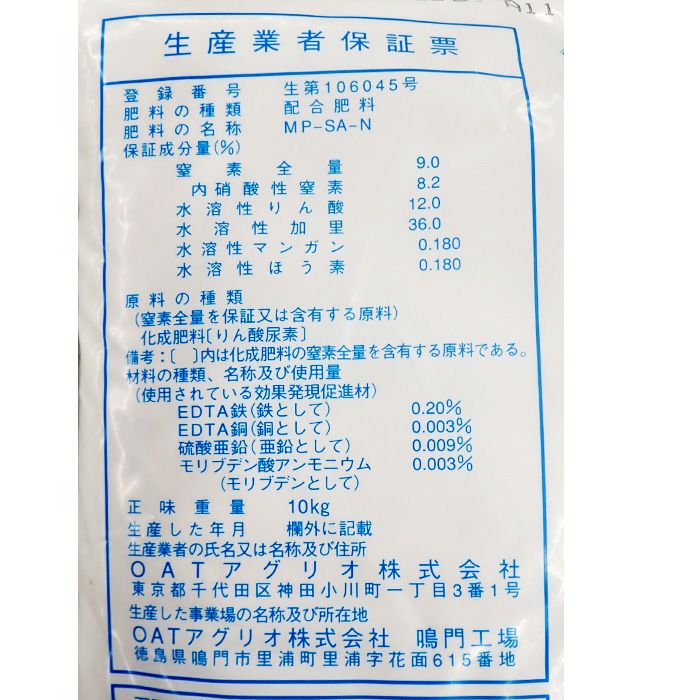 生産業者保証票
登録番号 生第106045号
肥料の種類 配合肥料
肥料の名称 MP-SA-N
保証成分量(%)
窒素全量 9.0
内硝酸性窒素 8.2
水溶性りん酸 12.0
水溶性加里 36.0
水溶性マンガン 0.180
水溶性ほう素 0.180
原料の種類
(窒素全量を保証又は含有する原料)
化成肥料〔りん酸尿素〕
備考:〔 〕内は化成肥料の窒素全量を含有する原料である。
材料の種類、名称及び使用量
(使用されている効果発現促進材)
EDTA鉄(鉄として) 0.20%
EDTA銅(銅として) 0.003%
硫酸亜鉛(亜鉛として) 0.009%
モリブデン酸アンモニウム 0.003%
(モリブデンとして)
正味重量 10kg
生産した年月 欄外に記載
生産業者の氏名又は名称及び住所
OATアグリオ株式会社
東京都千代田区神田小川町一丁目3番1号
生産した事業場の名称及び所在地
OATアグリオ株式会社 鳴門工場
徳島県鳴門市里浦町里浦字花面615番地